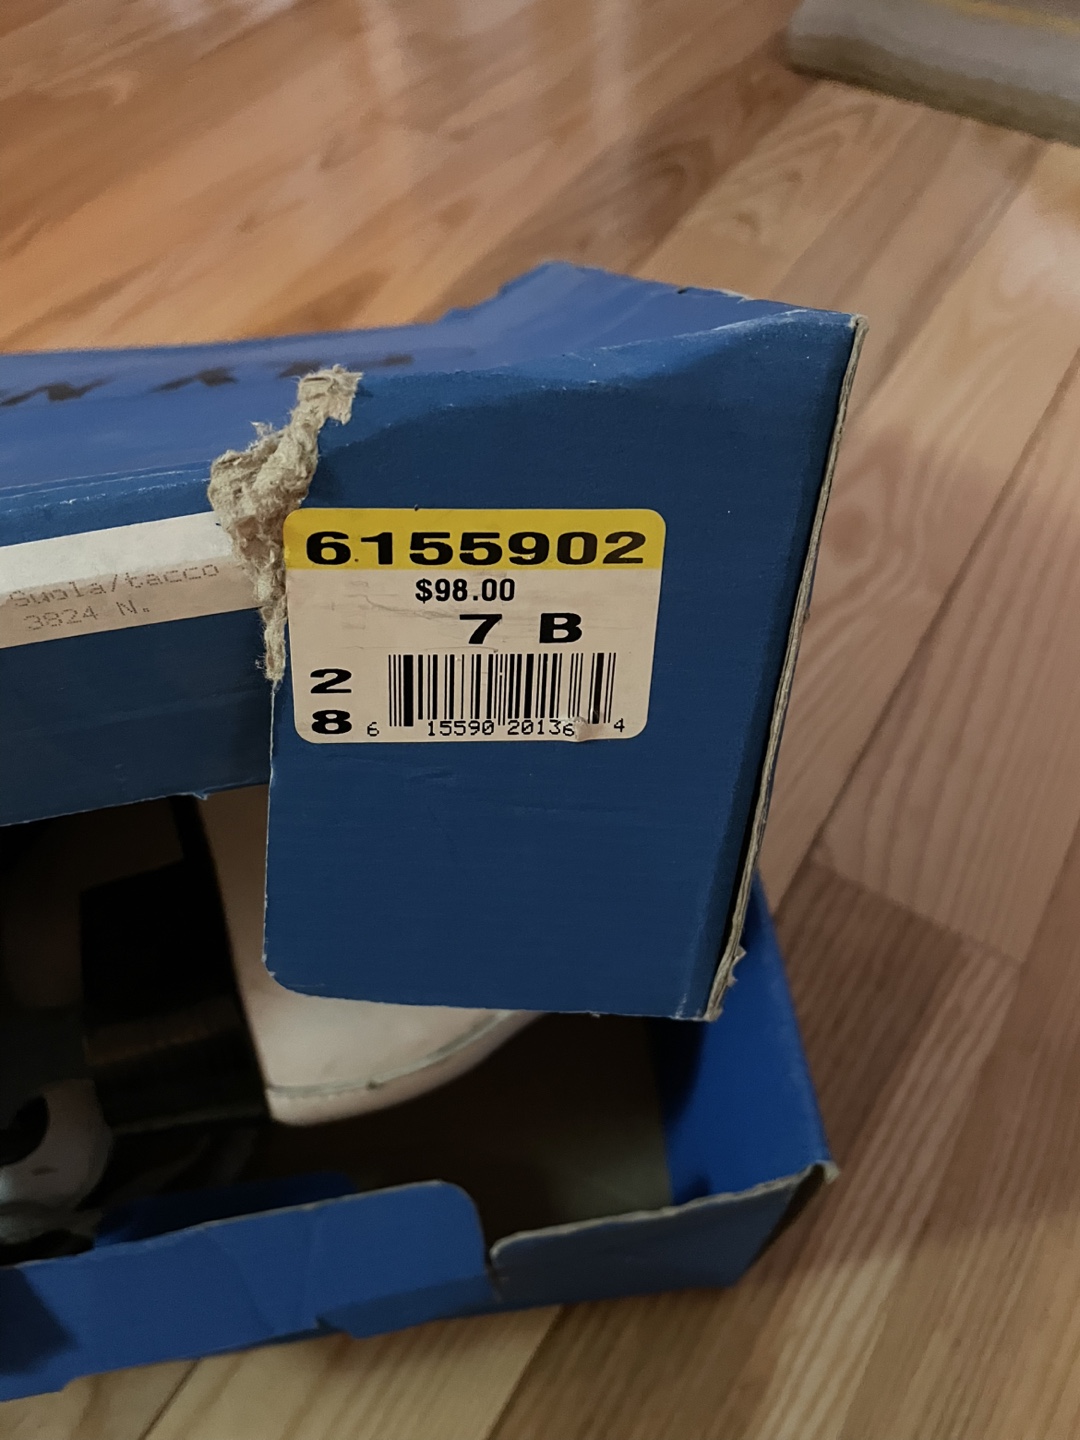 Suola/tacco
3824 N.
6155902
$98.00
7 B
2
8
6 15590 20136 4